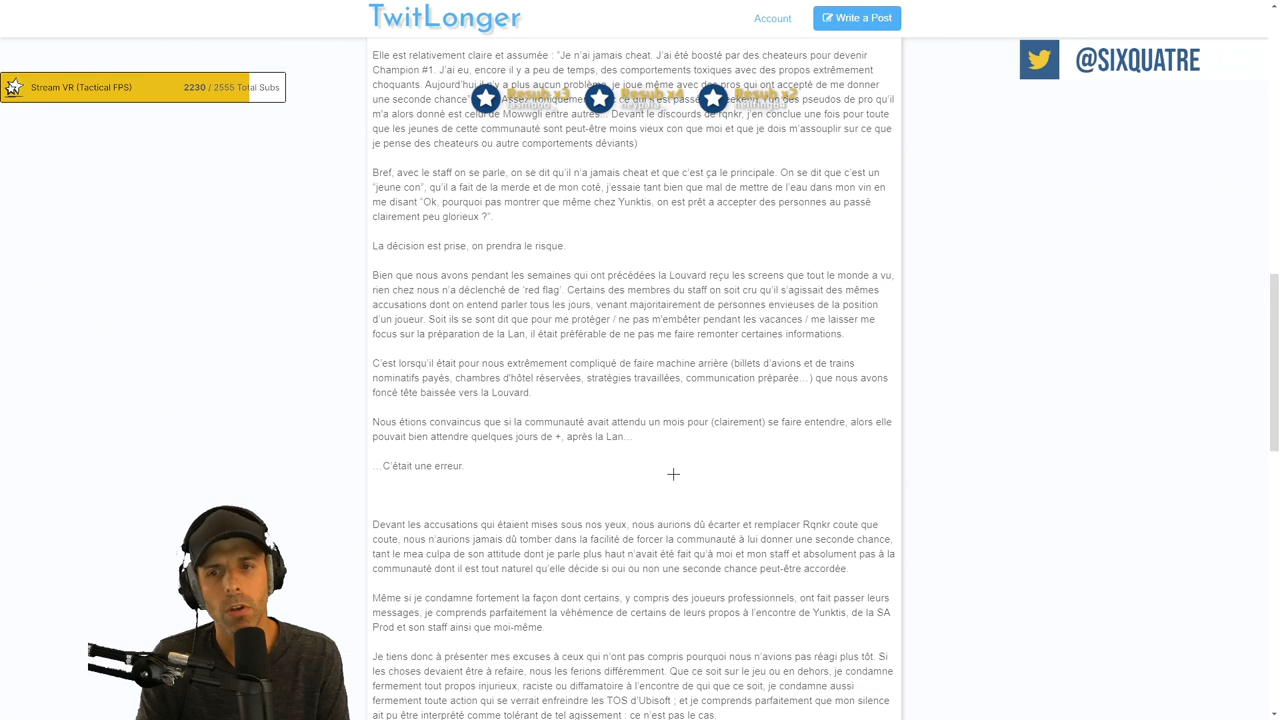 TwitLonger
Account
Write a Post
@SIXQUATRE
Stream VR (Tactical FPS) 2230 / 2555 Total Subs
Resub x3
Resub x4
Resub x2
Elle est relativement claire et assumée : “Je n’ai jamais cheat. J’ai été boosté par des cheateurs pour devenir
Champion #1. J’ai eu, encore il y a peu de temps, des comportements toxiques avec des propos extrêmement
choquants. Aujourd’hui il n’y a plus aucun problème, je joue même avec des pros qui ont accepté de me donner
une seconde chance” Assez ironiquement ce qui s'est passé l’un des pseudos de pro qu’il
m’a alors donné est celui de Mowwgli entre autres... Devant le discourds de rqnkr, j’en conclue une fois pour toute
que les jeunes de cette communauté sont peut-être moins vieux con que moi et que je dois m’assouplir sur ce que
je pense des cheateurs ou autre comportements déviants)
Bref, avec le staff on se parle, on se dit qu’il n’a jamais cheat et que c’est ça le principale. On se dit que c’est un
“jeune con”, qu’il a fait de la merde et de mon coté, j’essaie tant bien que mal de mettre de l’eau dans mon vin en
me disant “Ok, pourquoi pas montrer que même chez Yunktis, on est prêt a accepter des personnes au passé
clairement peu glorieux ?”.
La décision est prise, on prendra le risque.
Bien que nous avons pendant les semaines qui ont précédées la Louvard reçu les screens que tout le monde a vu,
rien chez nous n’a déclenché de ‘red flag’. Certains des membres du staff on soit cru qu’il s’agissait des mêmes
accusations dont on entend parler tous les jours, venant majoritairement de personnes envieuses de la position
d’un joueur. Soit ils se sont dit que pour me protéger / ne pas m'embêter pendant les vacances / me laisser me
focus sur la préparation de la Lan, il était préférable de ne pas me faire remonter certaines informations.
C’est lorsqu’il était pour nous extrêmement compliqué de faire machine arrière (billets d’avions et de trains
nominatifs payés, chambres d'hôtel réservées, stratégies travaillées, communication préparée…) que nous avons
foncé tête baissée vers la Louvard.
Nous étions convaincus que si la communauté avait attendu un mois pour (clairement) se faire entendre, alors elle
pouvait bien attendre quelques jours de +, après la Lan…
…C’était une erreur.
Devant les accusations qui étaient mises sous nos yeux, nous aurions dû écarter et remplacer Rqnkr coute que
coute, nous n’aurions jamais dû tomber dans la facilité de forcer la communauté à lui donner une seconde chance,
tant le mea culpa de son attitude dont je parle plus haut n’avait été fait qu’à moi et mon staff et absolument pas à la
communauté dont il est tout naturel qu’elle décide si oui ou non une seconde chance peut-être accordée.
Même si je condamne fortement la façon dont certains, y compris des joueurs professionnels, ont fait passer leurs
messages, je comprends parfaitement la véhémence de certains de leurs propos à l’encontre de Yunktis, de la SA
Prod et son staff ainsi que moi-même.
Je tiens donc à présenter mes excuses à ceux qui n’ont pas compris pourquoi nous n’avions pas réagi plus tôt. Si
les choses devaient être à refaire, nous les ferions différemment. Que ce soit sur le jeu ou en dehors, je condamne
fermement tout propos injurieux, raciste ou diffamatoire à l’encontre de qui que ce soit, je condamne aussi
fermement toute action qui se verrait enfreindre les TOS d’Ubisoft ; et je comprends parfaitement que mon silence
ait pu être interprété comme tolérant de tel agissement : ce n’est pas le cas.